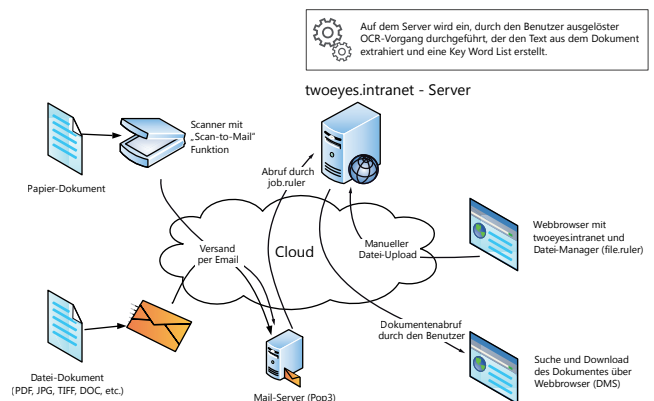 Auf dem Server wird ein, durch den Benutzer ausgelöster
OCR-Vorgang durchgeführt, der den Text aus dem Dokument
extrahiert und eine Key Word List erstellt.
twoeyes.intranet - Server
Scanner mit
„Scan-to-Mail"
Funktion
Papier-Dokument
Abruf durch
job.ruler
Versand
per Email
Cloud
Manueller
Datei-Upload
Webbrowser mit
twoeyes.intranet und
Datei-Manager (file.ruler)
Datei-Dokument
(PDF, JPG, TIFF, DOC, etc.)
Mail-Server (Pop3)
Dokumentenabruf
durch den Benutzer
Suche und Download
des Dokumentes über
Webbrowser (DMS)